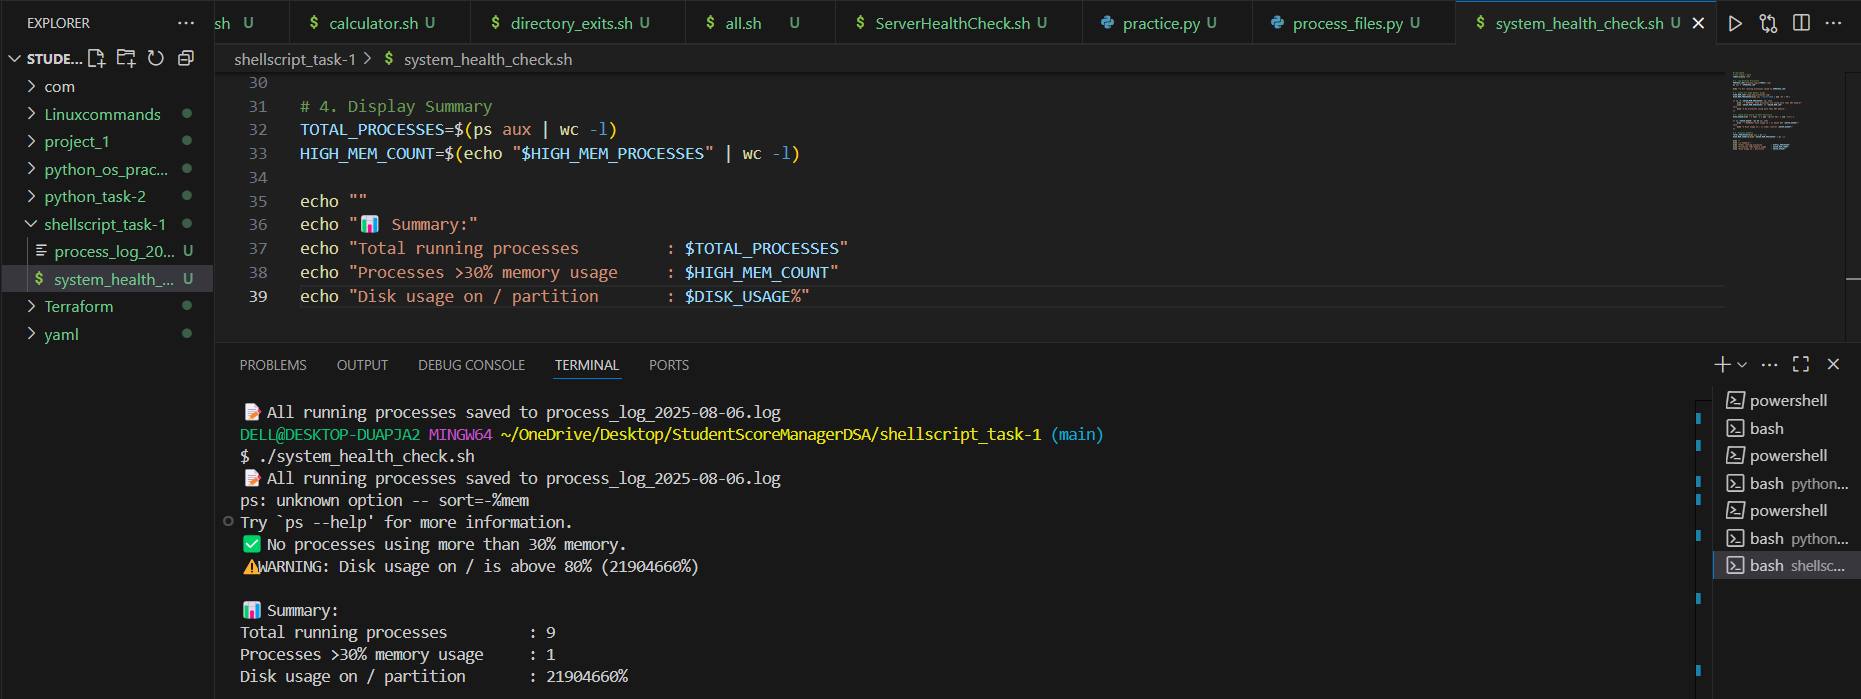 EXPLORER ...
STUDE...
com
Linuxcommands
project_1
python_os_prac...
python_task-2
shellscript_task-1
process_log_20... U
$ system_health_... U
Terraform
yaml
sh U
$ calculator.sh U
$ directory_exits.sh U
$ all.sh U
$ ServerHealthCheck.sh U
practice.py U
process_files.py U
$ system_health_check.sh U
shellscript_task-1 > $ system_health_check.sh
30
31 # 4. Display Summary
32 TOTAL_PROCESSES=$(ps aux | wc -l)
33 HIGH_MEM_COUNT=$(echo "$HIGH_MEM_PROCESSES" | wc -l)
34
35 echo ""
36 echo "📊 Summary:"
37 echo "Total running processes : $TOTAL_PROCESSES"
38 echo "Processes >30% memory usage : $HIGH_MEM_COUNT"
39 echo "Disk usage on / partition : $DISK_USAGE%"
PROBLEMS OUTPUT DEBUG CONSOLE TERMINAL PORTS
📝 All running processes saved to process_log_2025-08-06.log
DELL@DESKTOP-DUAPJA2 MINGW64 ~/OneDrive/Desktop/StudentScoreManagerDSA/shellscript_task-1 (main)
$ ./system_health_check.sh
📝 All running processes saved to process_log_2025-08-06.log
ps: unknown option -- sort=-%mem
Try `ps --help' for more information.
✅ No processes using more than 30% memory.
⚠WARNING: Disk usage on / is above 80% (21904660%)
📊 Summary:
Total running processes : 9
Processes >30% memory usage : 1
Disk usage on / partition : 21904660%
powershell
bash
powershell
bash python...
powershell
bash python...
bash shellsc...